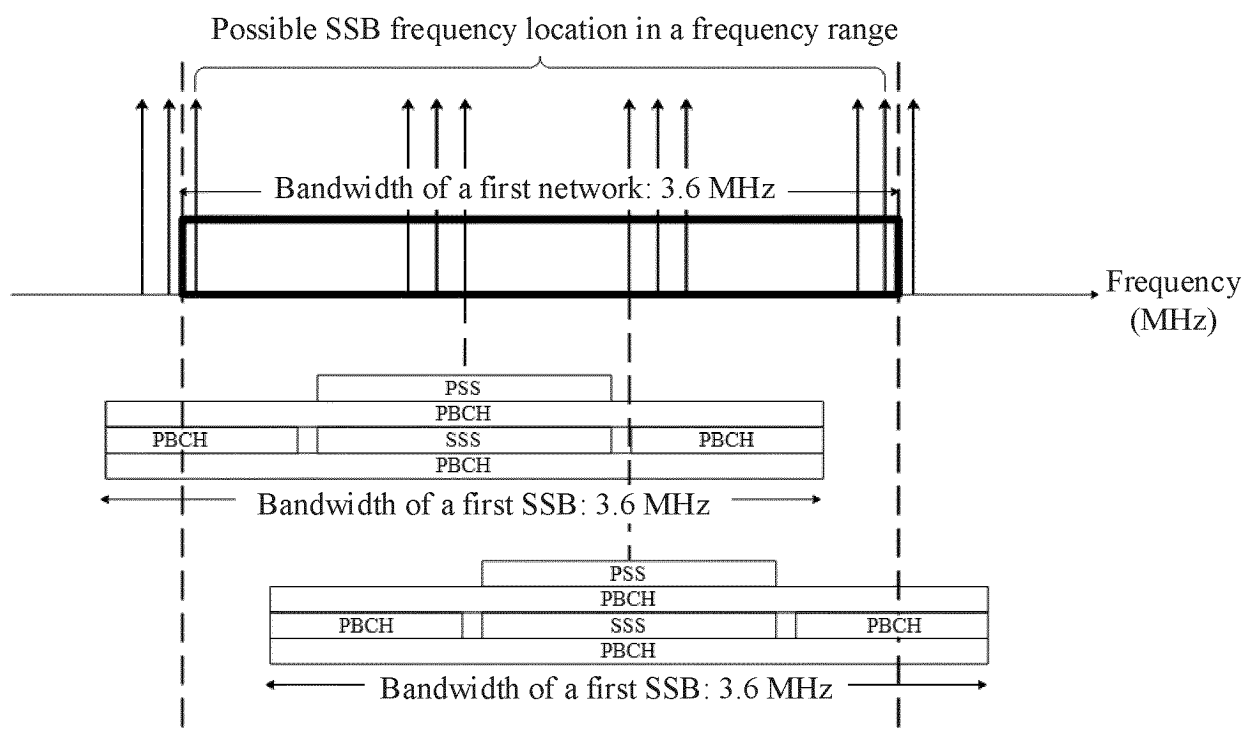 Possible SSB frequency location in a frequency range
Bandwidth of a first network: 3.6 MHz
Frequency
(MHz)
PSS
PBCH
PBCH SSS PBCH
PBCH
Bandwidth of a first SSB: 3.6 MHz
PSS
PBCH
PBCH SSS PBCH
PBCH
Bandwidth of a first SSB: 3.6 MHz